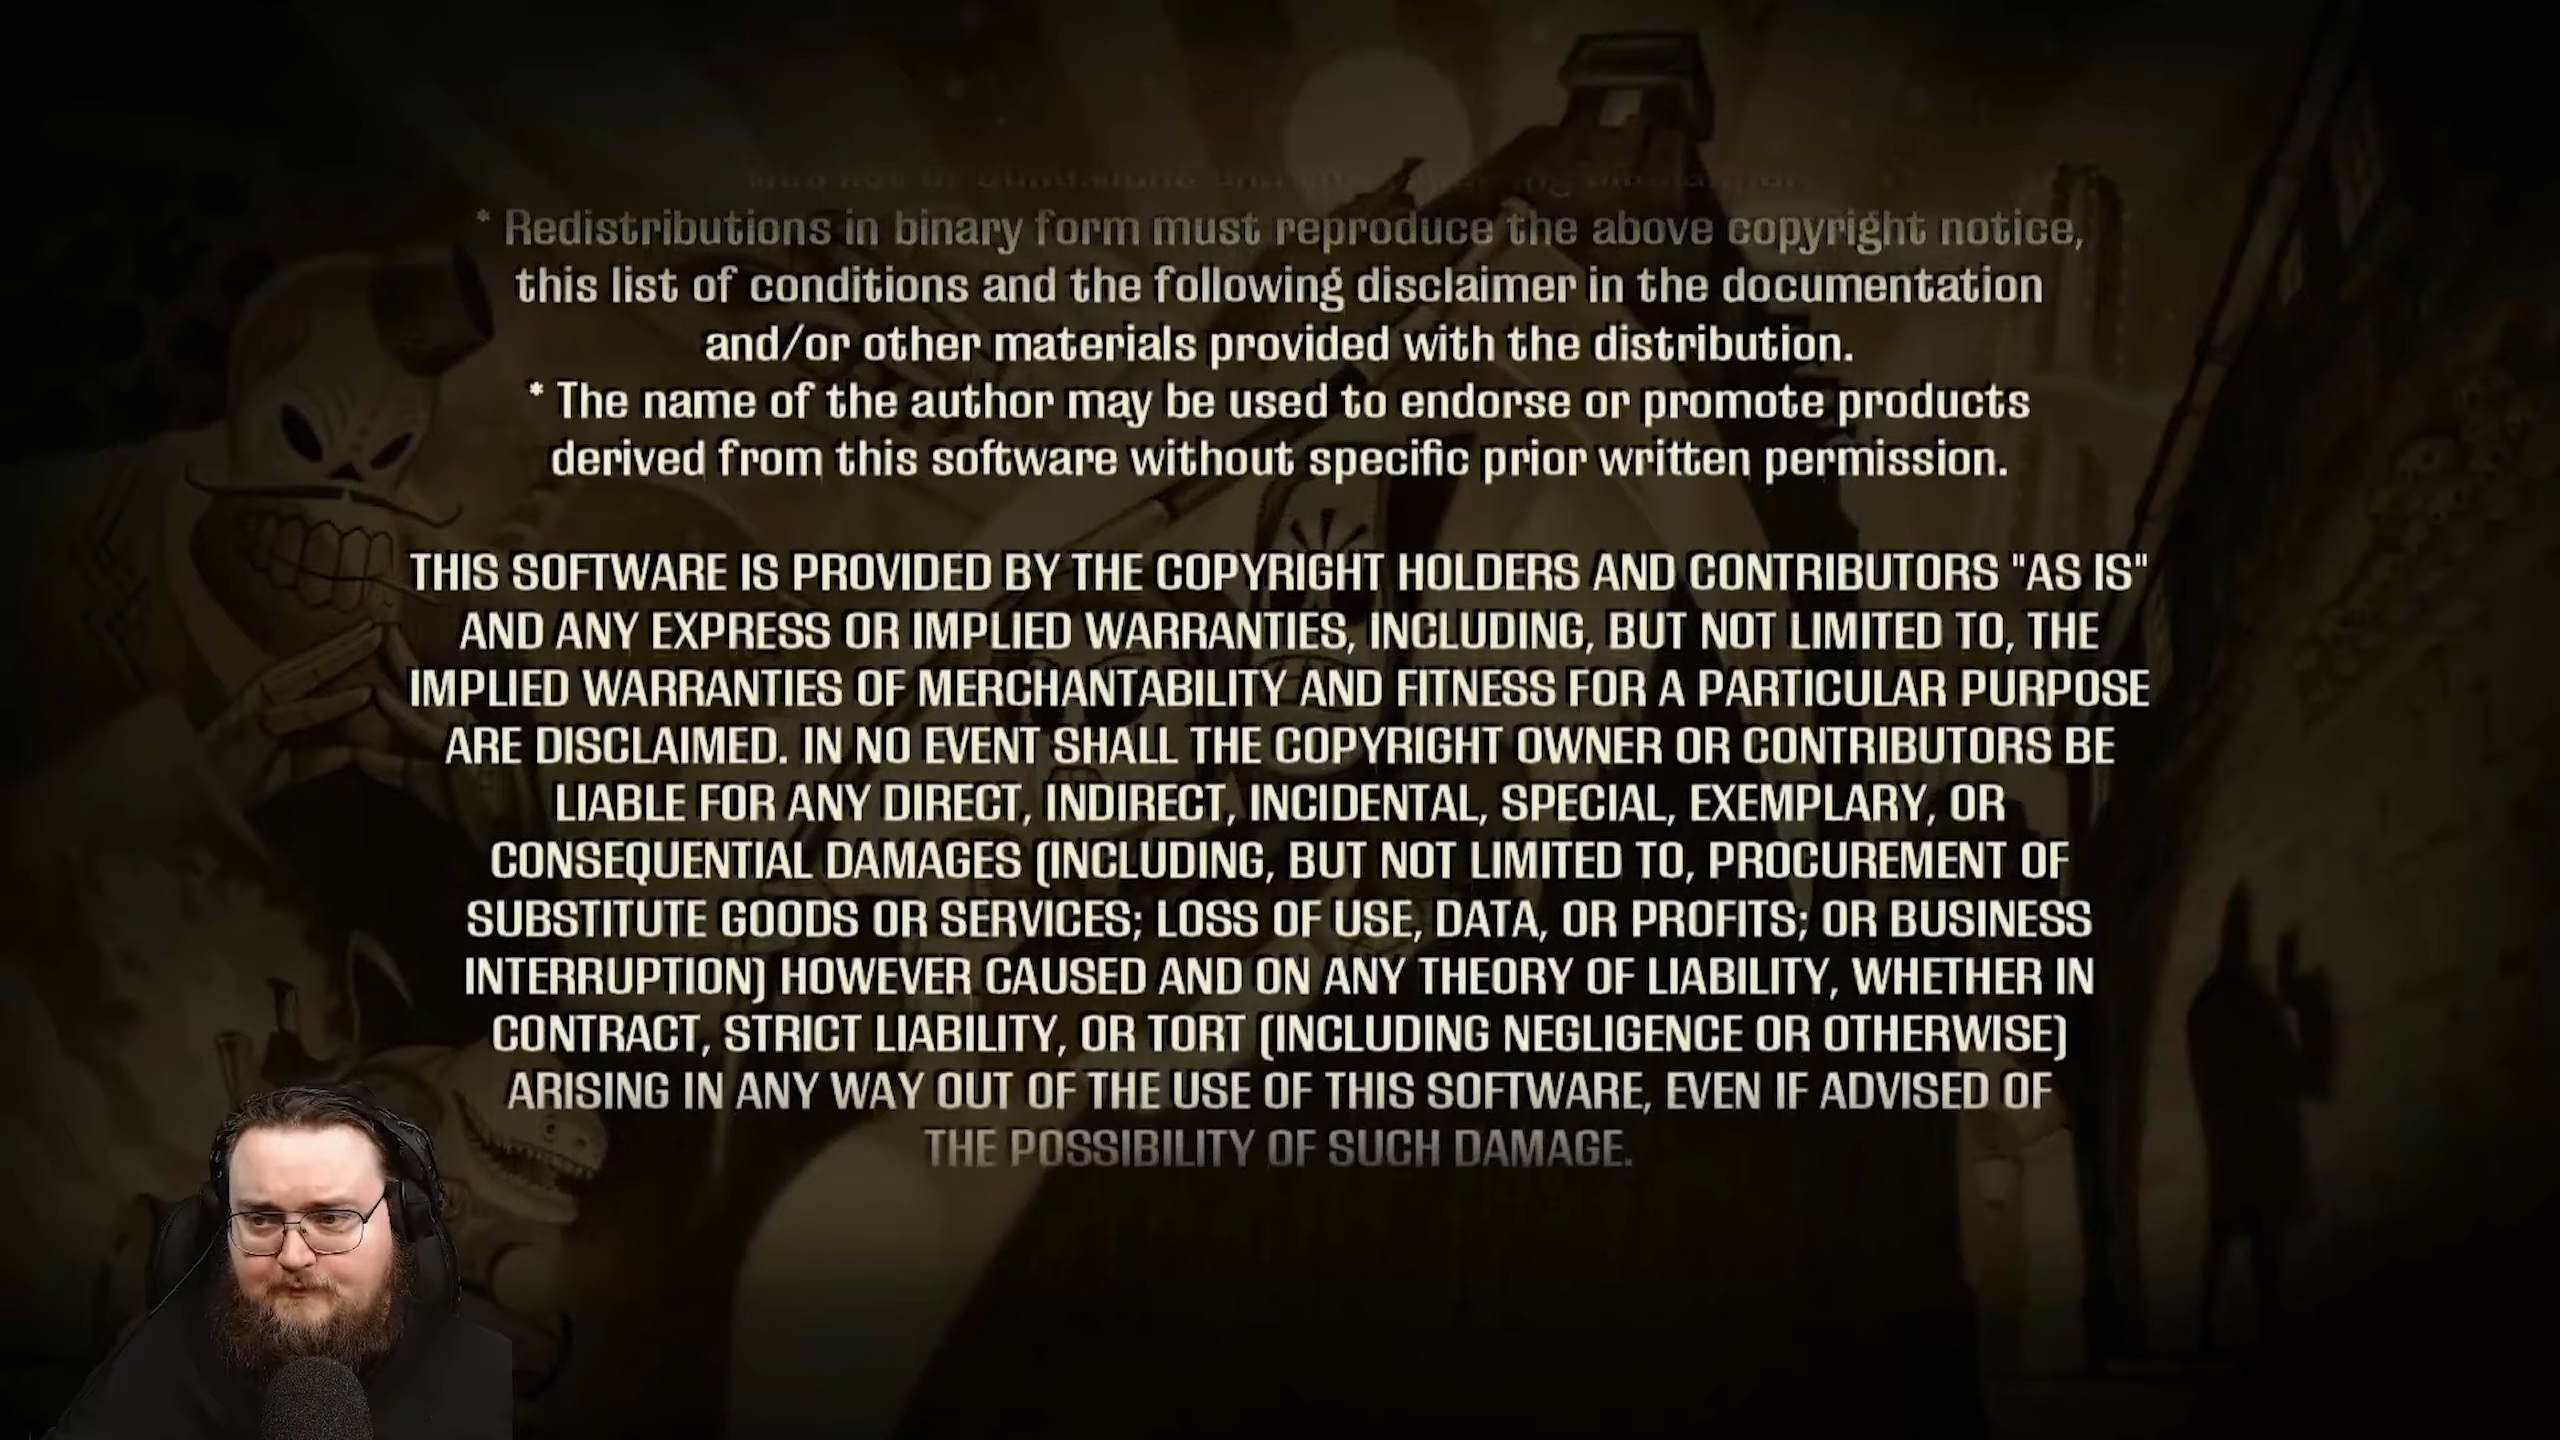 * Redistributions in binary form must reproduce the above copyright notice,
this list of conditions and the following disclaimer in the documentation
and/or other materials provided with the distribution.
* The name of the author may be used to endorse or promote products
derived from this software without specific prior written permission.
THIS SOFTWARE IS PROVIDED BY THE COPYRIGHT HOLDERS AND CONTRIBUTORS "AS IS"
AND ANY EXPRESS OR IMPLIED WARRANTIES, INCLUDING, BUT NOT LIMITED TO, THE
IMPLIED WARRANTIES OF MERCHANTABILITY AND FITNESS FOR A PARTICULAR PURPOSE
ARE DISCLAIMED. IN NO EVENT SHALL THE COPYRIGHT OWNER OR CONTRIBUTORS BE
LIABLE FOR ANY DIRECT, INDIRECT, INCIDENTAL, SPECIAL, EXEMPLARY, OR
CONSEQUENTIAL DAMAGES (INCLUDING, BUT NOT LIMITED TO, PROCUREMENT OF
SUBSTITUTE GOODS OR SERVICES; LOSS OF USE, DATA, OR PROFITS; OR BUSINESS
INTERRUPTION) HOWEVER CAUSED AND ON ANY THEORY OF LIABILITY, WHETHER IN
CONTRACT, STRICT LIABILITY, OR TORT (INCLUDING NEGLIGENCE OR OTHERWISE)
ARISING IN ANY WAY OUT OF THE USE OF THIS SOFTWARE, EVEN IF ADVISED OF
THE POSSIBILITY OF SUCH DAMAGE.